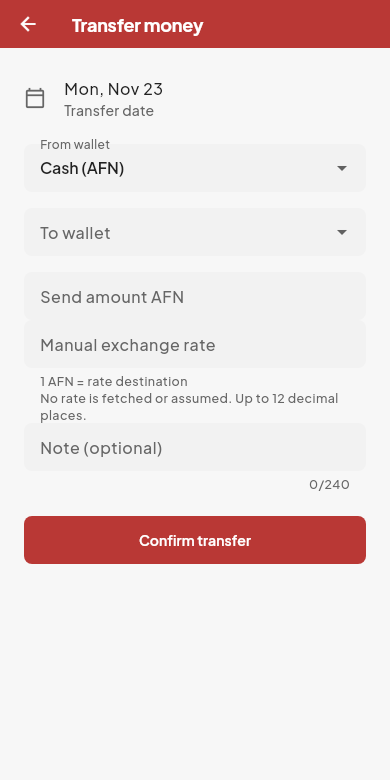 Transfer money
Mon, Nov 23
Transfer date
From wallet
Cash (AFN)
To wallet
Send amount AFN
Manual exchange rate
1 AFN = rate destination
No rate is fetched or assumed. Up to 12 decimal
places.
Note (optional)
0/240
Confirm transfer